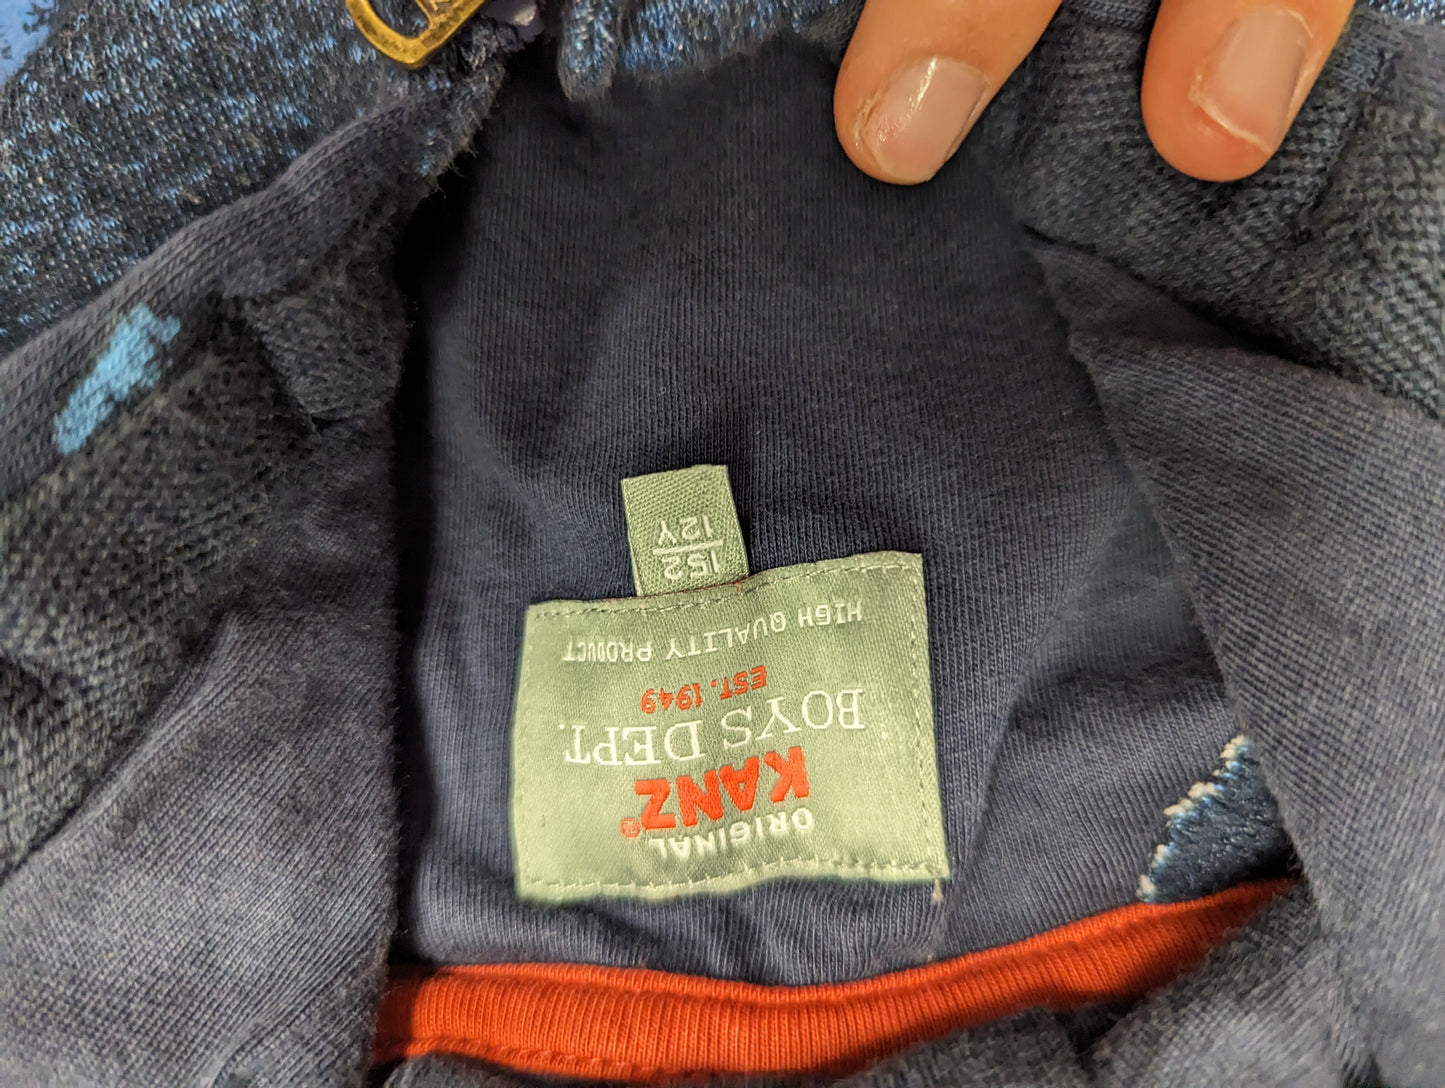 ORIGINAL
KANZ®
BOYS DEPT.
EST. 1949
HIGH QUALITY PRODUCT
152
12Y